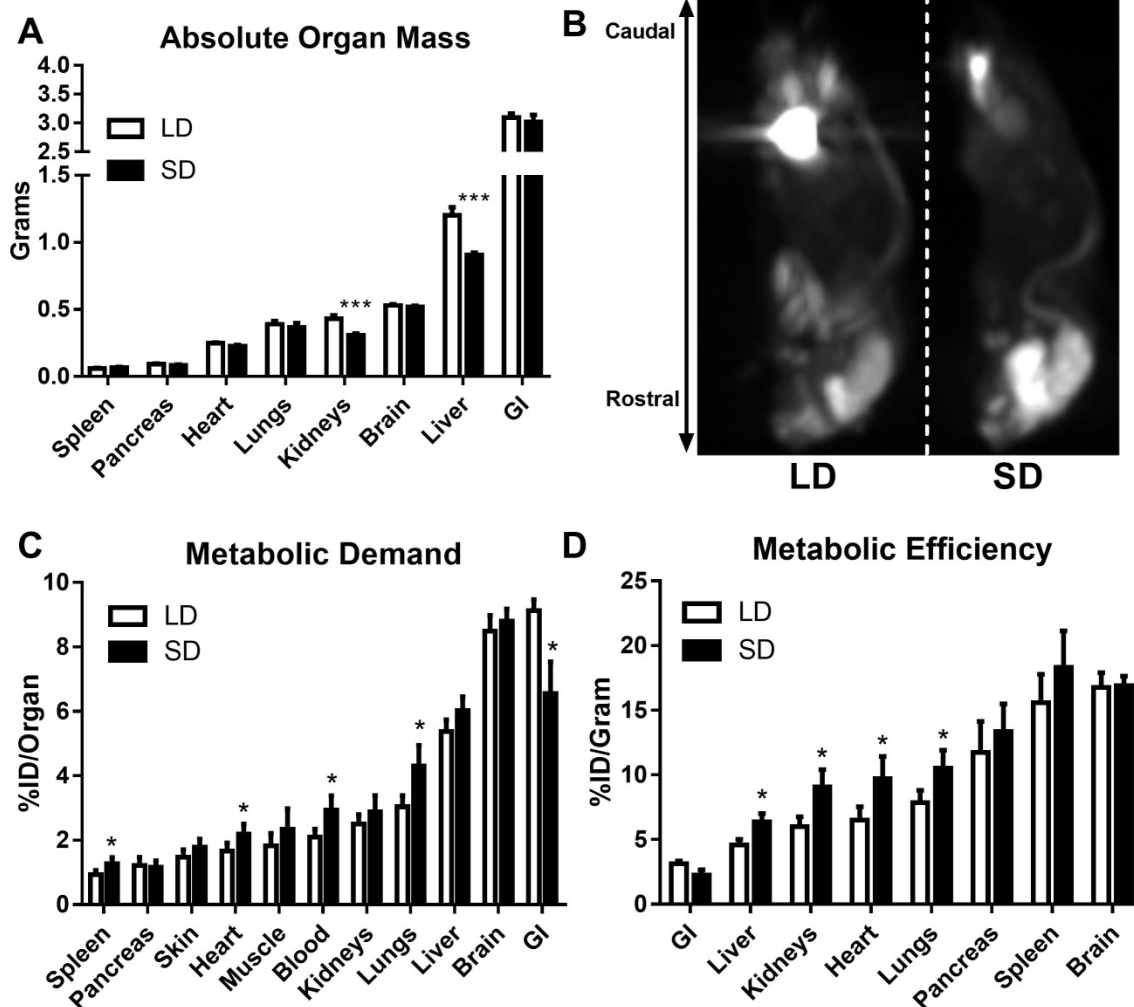 A
Absolute Organ Mass
4.0
3.5
3.0
2.5
1.5
1.0
0.5
0.0
Grams
LD
SD
***
***
Spleen
Pancreas
Heart
Lungs
Kidneys
Brain
Liver
GI
B
Caudal
Rostral
LD
SD
C
Metabolic Demand
10
8
6
4
2
0
%ID/Organ
LD
SD
*
*
*
*
*
Spleen
Pancreas
Skin
Heart
Muscle
Blood
Kidneys
Lungs
Liver
Brain
GI
D
Metabolic Efficiency
25
20
15
10
5
0
%ID/Gram
LD
SD
*
*
*
*
GI
Liver
Kidneys
Heart
Lungs
Pancreas
Spleen
Brain